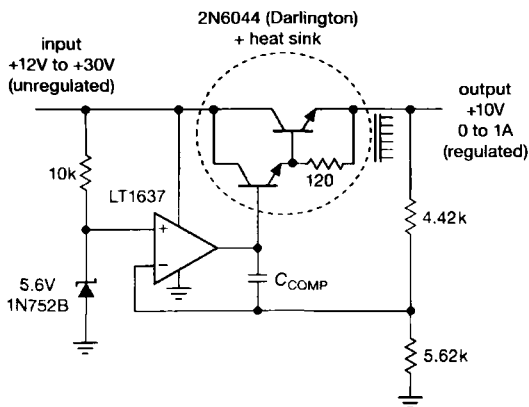 2N6044 (Darlington)
+ heat sink
input
+12V to +30V
(unregulated)
output
+10V
0 to 1A
(regulated)
10k
LT1637
120
4.42k
+
−
5.6V
1N752B
C COMP
5.62k